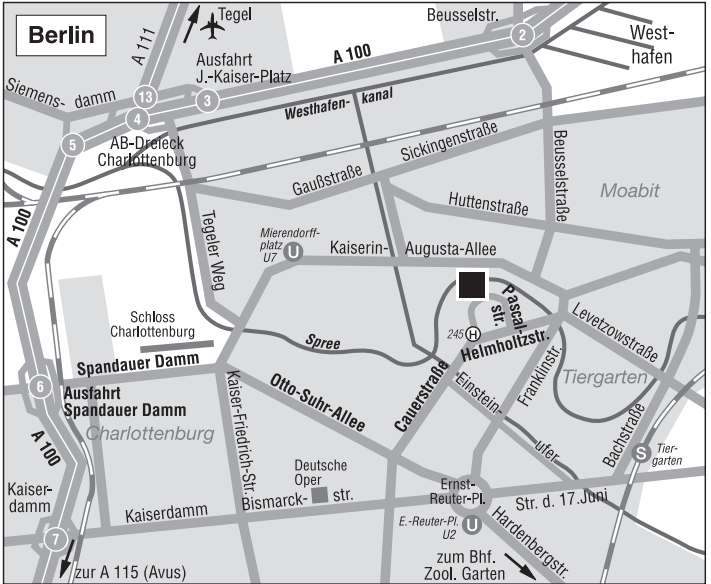 Berlin
Tegel
A 111
Beusselstr.
2
West-
hafen
Ausfahrt
J.-Kaiser-Platz
A 100
Siemens-
damm
13
3
4
5
Westhafen-
kanal
AB-Dreieck
Charlottenburg
Sickingenstraße
Gaußstraße
Beusselstraße
Moabit
Huttenstraße
A 100
Tegeler Weg
Mierendorff-
platz
U7
U
Kaiserin-
Augusta-Allee
Schloss
Charlottenburg
Pascal-
str.
245
H
Helmholtzstr.
Levetzowstraße
Spree
Spandauer Damm
6
Ausfahrt
Spandauer Damm
Charlottenburg
Kaiser-Friedrich-Str.
Otto-Suhr-Allee
Cauerstraße
Einstein-
ufer
Franklinstr.
Tiergarten
Bachstraße
A 100
S
Tier-
garten
Kaiser-
damm
Deutsche
Oper
Bismarck-
str.
Ernst-
Reuter-Pl.
Str. d. 17.Juni
Kaiserdamm
7
E.-Reuter-Pl.
U2
U
Hardenbergstr.
zur A 115 (Avus)
zum Bhf.
Zool. Garten